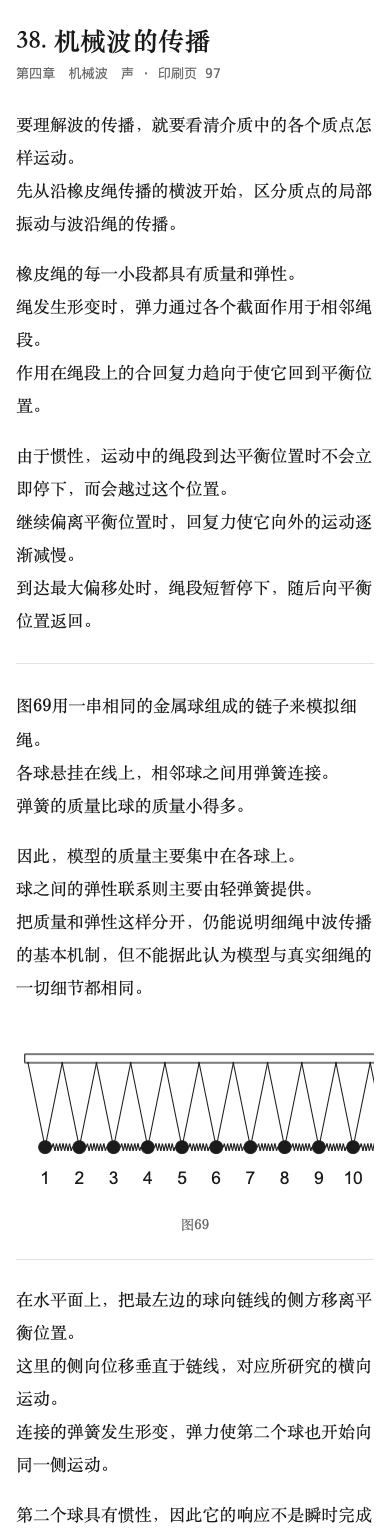 38. 机械波的传播
第四章　机械波　声 · 印刷页 97
要理解波的传播，就要看清介质中的各个质点怎
样运动。
先从沿橡皮绳传播的横波开始，区分质点的局部
振动与波沿绳的传播。
橡皮绳的每一小段都具有质量和弹性。
绳发生形变时，弹力通过各个截面作用于相邻绳
段。
作用在绳段上的合回复力趋向于使它回到平衡位
置。
由于惯性，运动中的绳段到达平衡位置时不会立
即停下，而会越过这个位置。
继续偏离平衡位置时，回复力使它向外的运动逐
渐减慢。
到达最大偏移处时，绳段短暂停下，随后向平衡
位置返回。
图69用一串相同的金属球组成的链子来模拟细
绳。
各球悬挂在线上，相邻球之间用弹簧连接。
弹簧的质量比球的质量小得多。
因此，模型的质量主要集中在各球上。
球之间的弹性联系则主要由轻弹簧提供。
把质量和弹性这样分开，仍能说明细绳中波传播
的基本机制，但不能据此认为模型与真实细绳的
一切细节都相同。
1 2 3 4 5 6 7 8 9 10
图69
在水平面上，把最左边的球向链线的侧方移离平
衡位置。
这里的侧向位移垂直于链线，对应所研究的横向
运动。
连接的弹簧发生形变，弹力使第二个球也开始向
同一侧运动。
第二个球具有惯性，因此它的响应不是瞬时完成